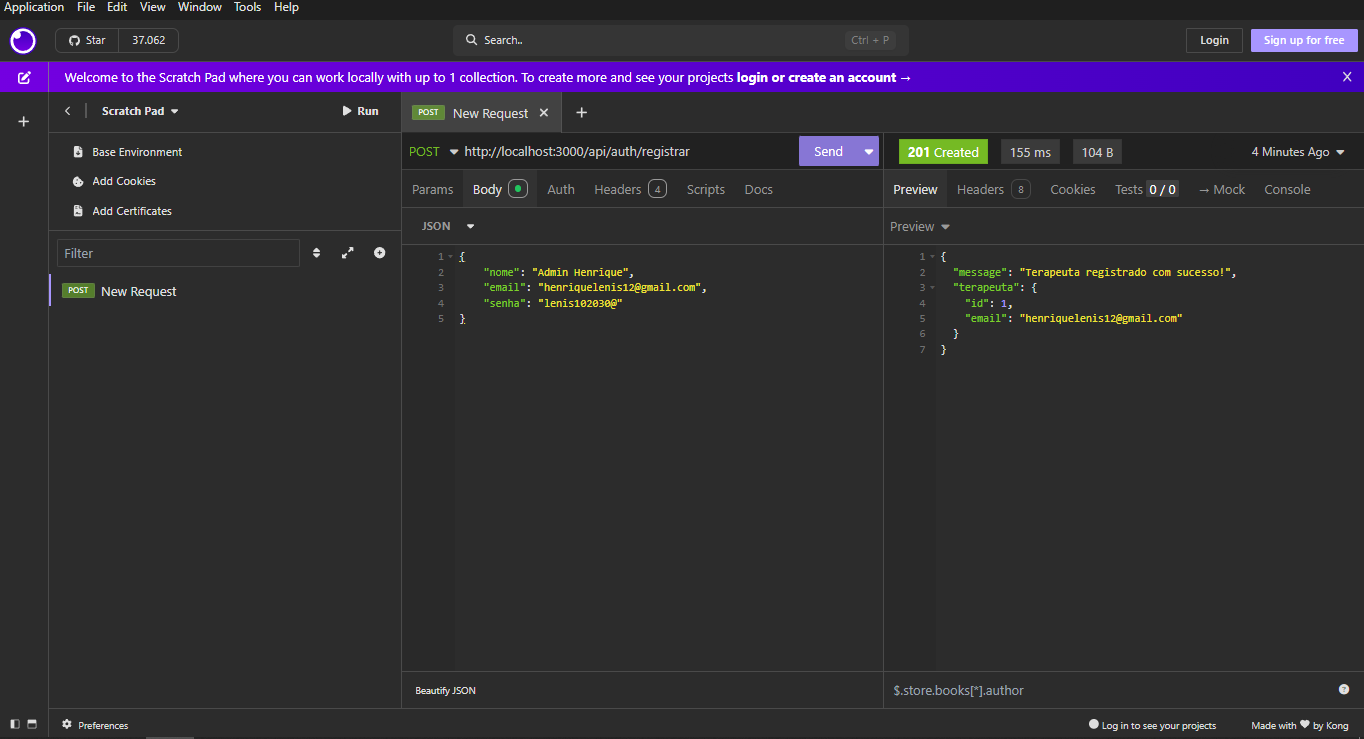 Application File Edit View Window Tools Help
Star 37.062 Search.. Ctrl + P Login Sign up for free
Welcome to the Scratch Pad where you can work locally with up to 1 collection. To create more and see your projects login or create an account →
Scratch Pad Run POST New Request
Base Environment POST http://localhost:3000/api/auth/registrar Send 201 Created 155 ms 104 B 4 Minutes Ago
Add Cookies Params Body Auth Headers 4 Scripts Docs Preview Headers 8 Cookies Tests 0 / 0 → Mock Console
Add Certificates
JSON Preview
Filter
POST New Request
1 {
2 "nome": "Admin Henrique",
3 "email": "henriquelenis12@gmail.com",
4 "senha": "lenis102030@"
5 }
1 {
2 "message": "Terapeuta registrado com sucesso!",
3 "terapeuta": {
4 "id": 1,
5 "email": "henriquelenis12@gmail.com"
6 }
7 }
Beautify JSON $.store.books[*].author
Preferences Log in to see your projects Made with ♥ by Kong